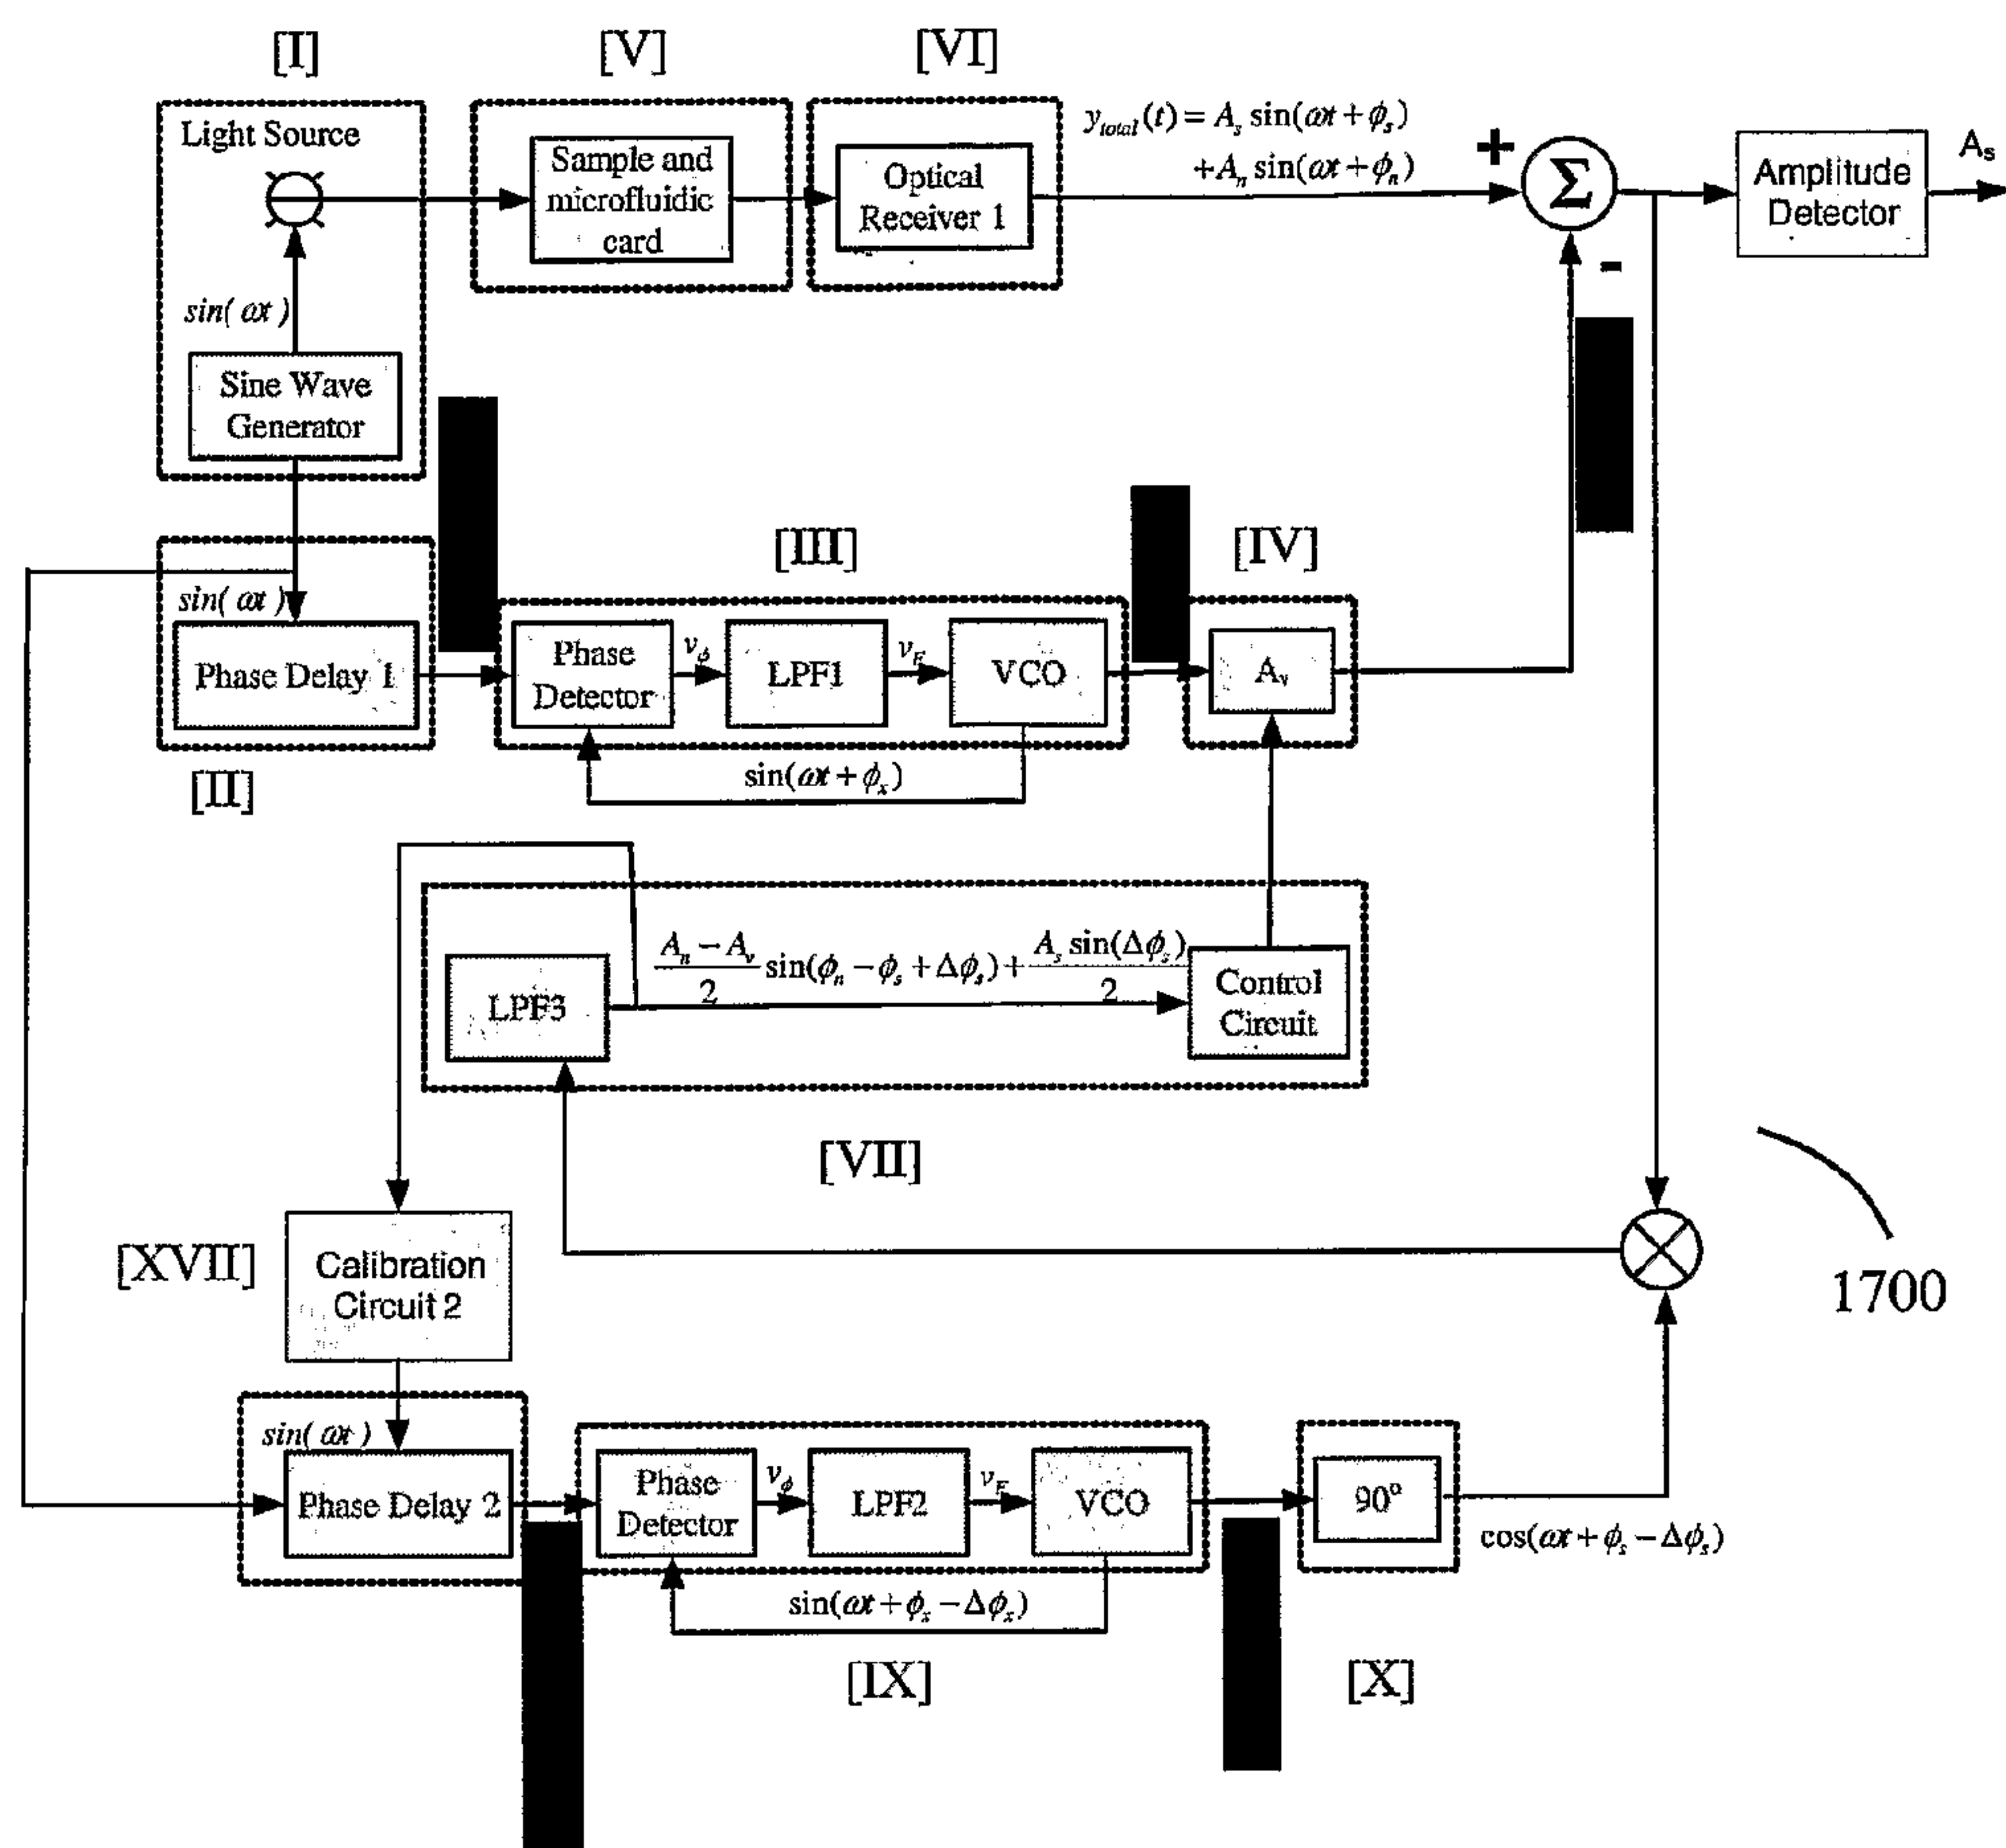 [I]
[V]
[VI]
Light Source
Sample and
microfluidic
card
Optical
Receiver 1
y_total(t) = A_s sin(ωt + φ_s)
+A_n sin(ωt + φ_n)
+
Σ
-
Amplitude
Detector
A_s
sin( ωt )
Sine Wave
Generator
[III]
[IV]
sin( ωt )
Phase Delay 1
Phase
Detector
v_φ
LPF1
v_F
VCO
A_v
[II]
sin(ωt + φ_x)
LPF3
(A_n − A_v)/2 sin(φ_n − φ_s + Δφ_s) + A_s sin(Δφ_s)/2
Control
Circuit
[VII]
[XVII]
Calibration
Circuit 2
1700
sin( ωt )
Phase Delay 2
Phase
Detector
v_φ
LPF2
v_F
VCO
90°
cos(ωt + φ_s − Δφ_s)
sin(ωt + φ_x − Δφ_x)
[IX]
[X]